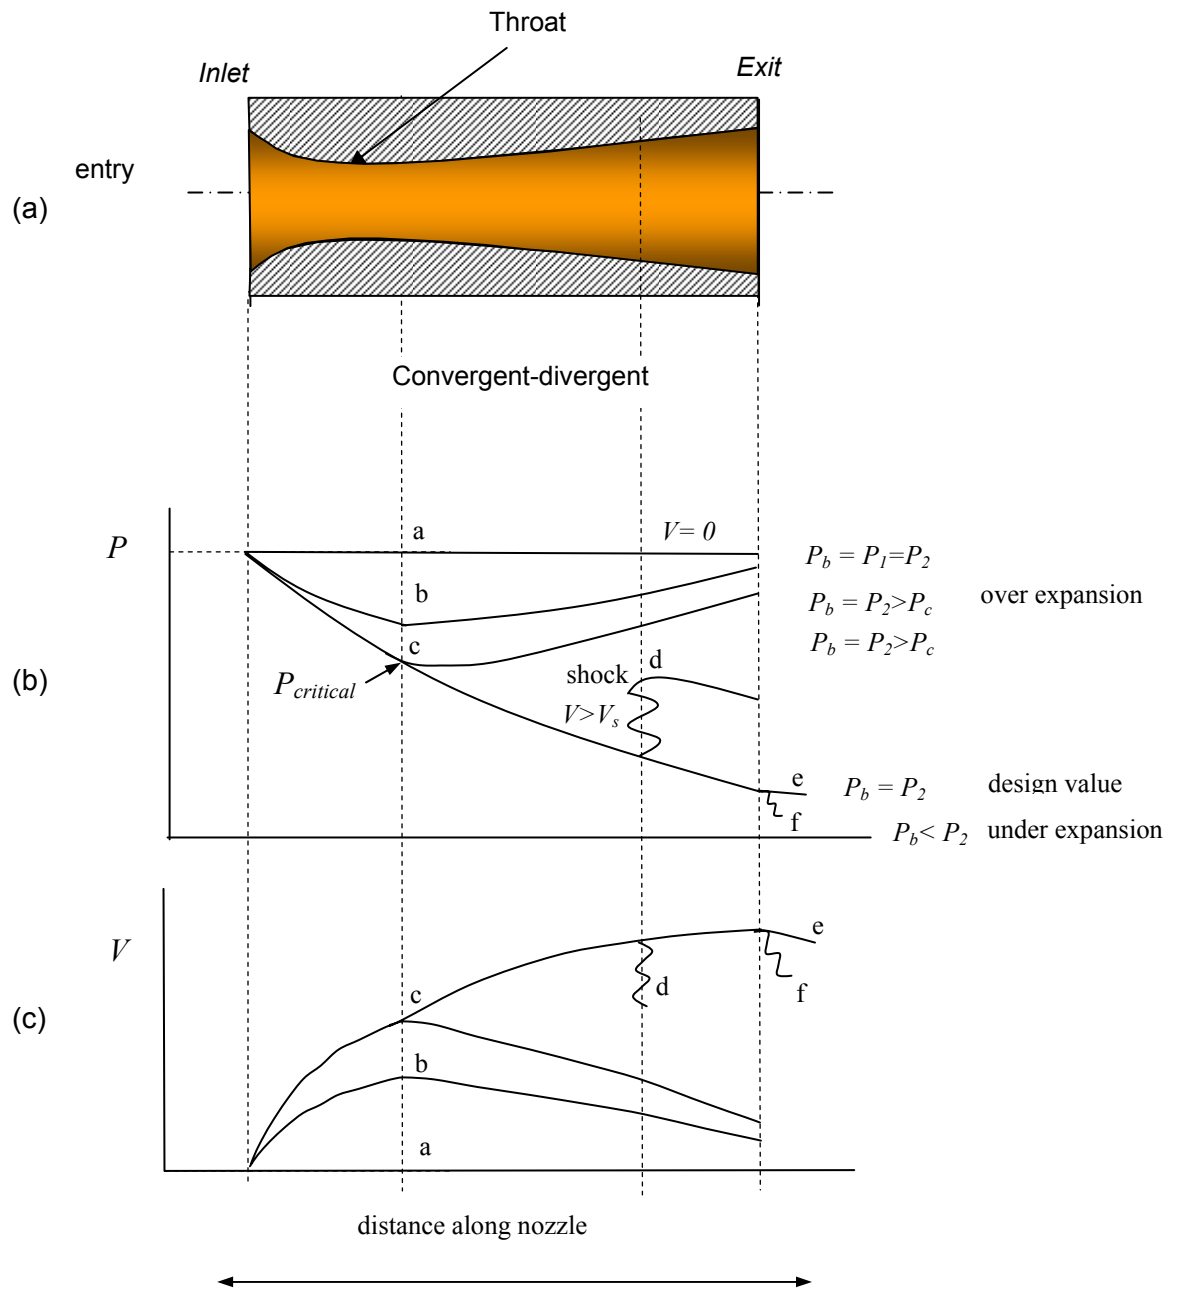 Throat
Inlet
Exit
entry
(a)
Convergent-divergent
a
V= 0
P
P_b = P_1=P_2
b
P_b = P_2>P_c over expansion
c
P_b = P_2>P_c
(b)
P_critical
shock d
V>V_s
e
P_b = P_2 design value
f
P_b< P_2 under expansion
V
e
c
d
f
(c)
b
a
distance along nozzle